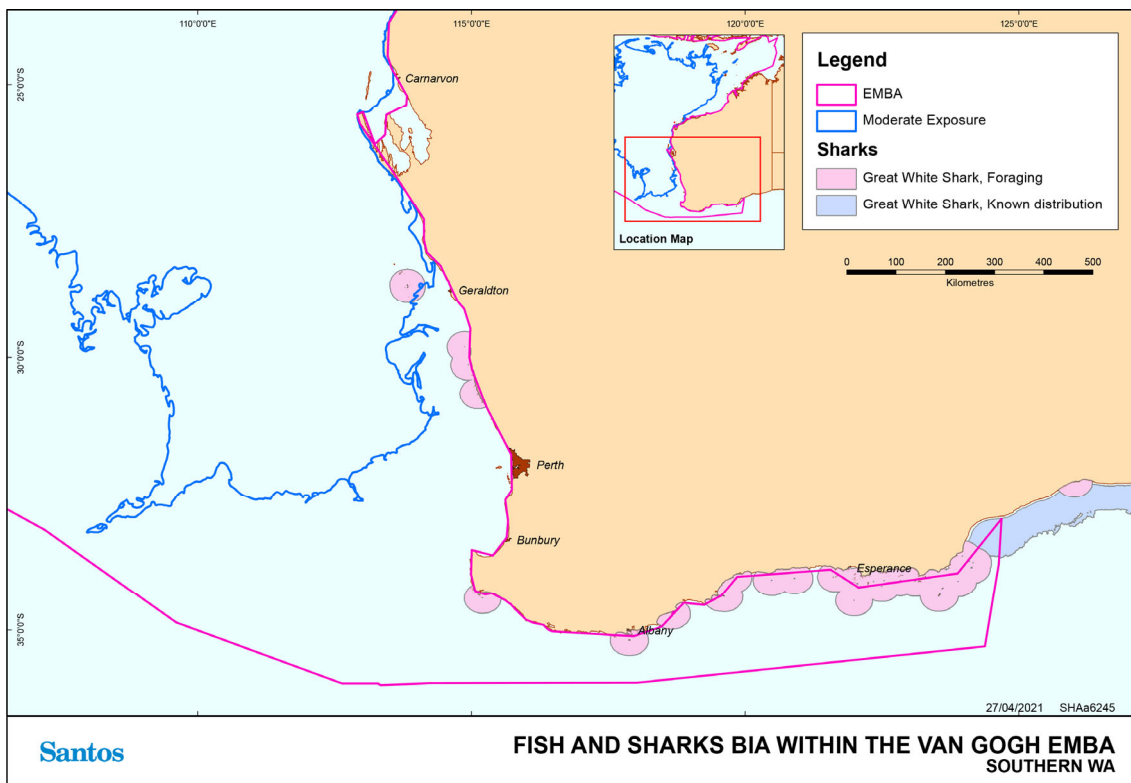 110°0'0"E
115°0'0"E
120°0'0"E
125°0'0"E
25°0'0"S
30°0'0"S
35°0'0"S
Carnarvon
Geraldton
Perth
Bunbury
Albany
Esperance
Location Map
Legend
EMBA
Moderate Exposure
Sharks
Great White Shark, Foraging
Great White Shark, Known distribution
0 100 200 300 400 500
Kilometres
27/04/2021 SHAa6245
Santos
FISH AND SHARKS BIA WITHIN THE VAN GOGH EMBA
SOUTHERN WA